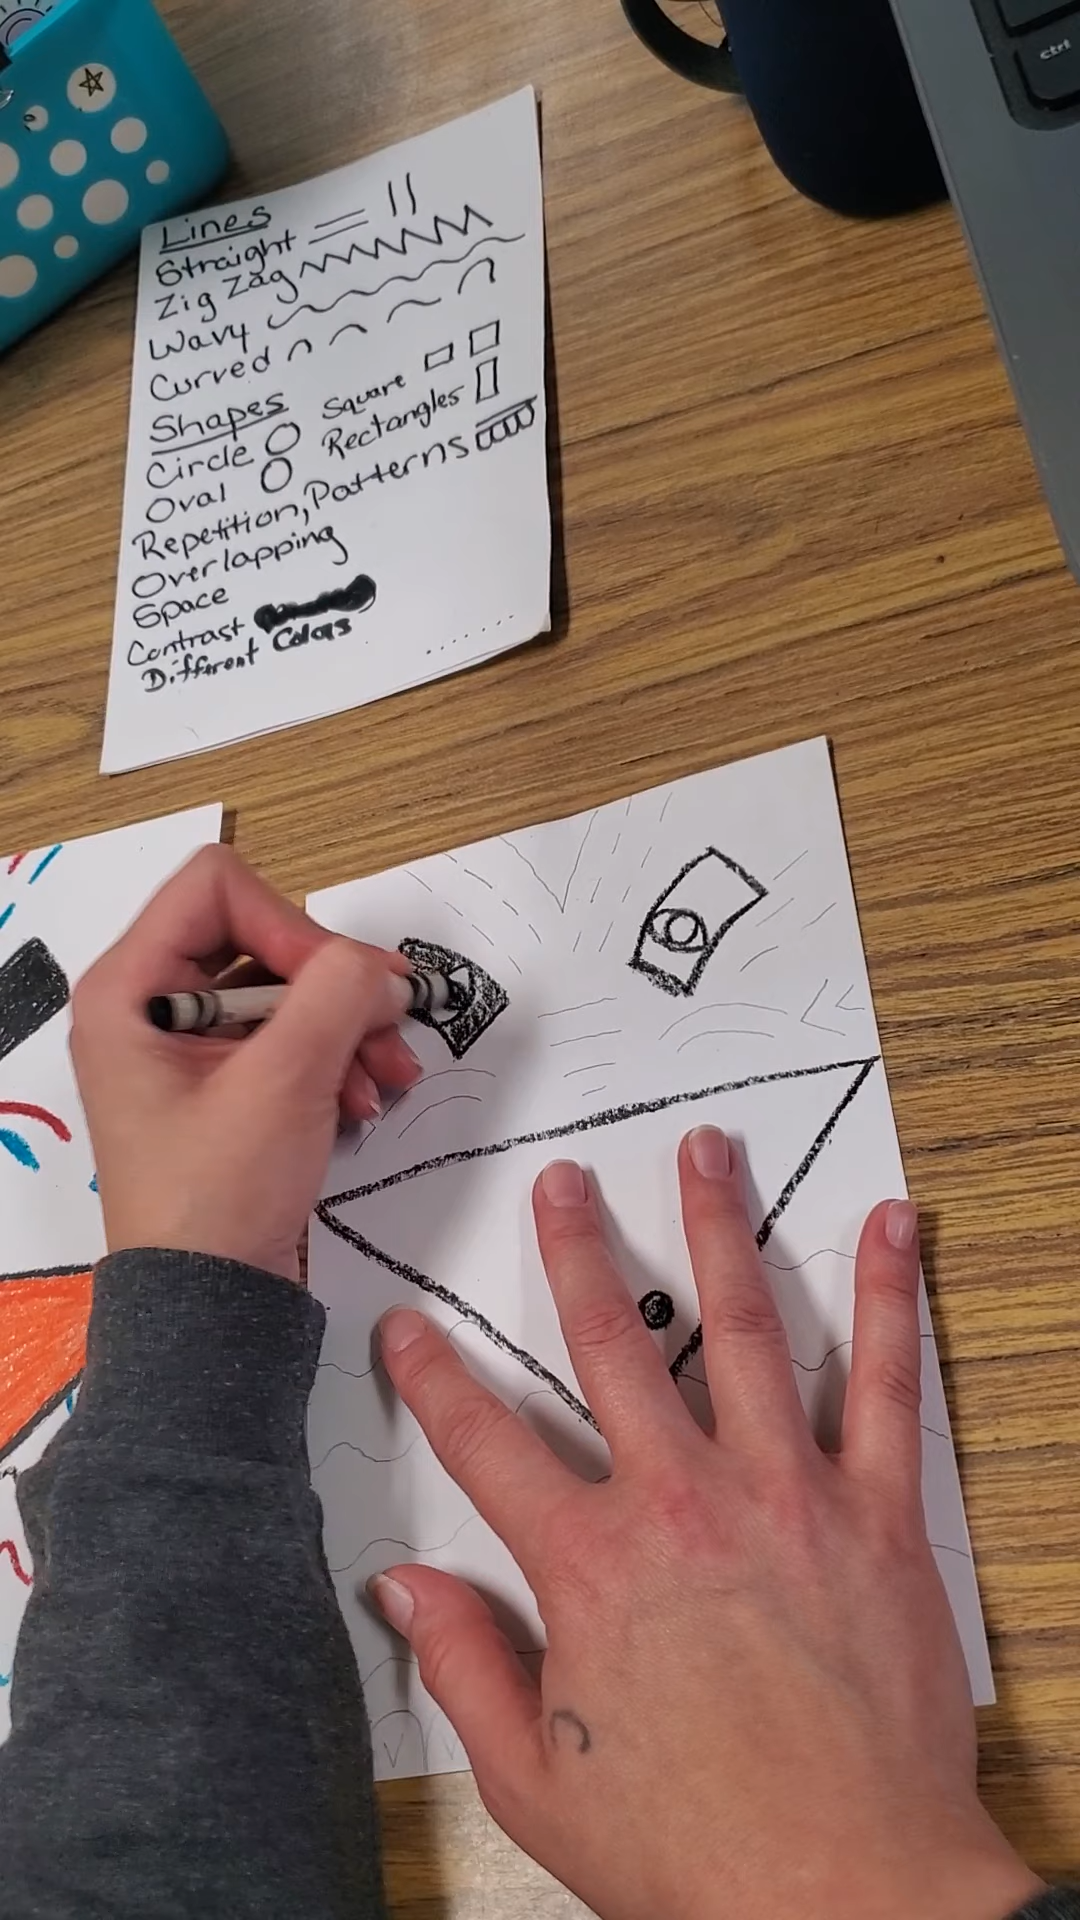 ctrl
Lines
Straight
Zig Zag
Wavy
Curved
Shapes
Circle Square
Oval Rectangles
Repetition, Patterns
Overlapping
Space
Contrast
Different Colors